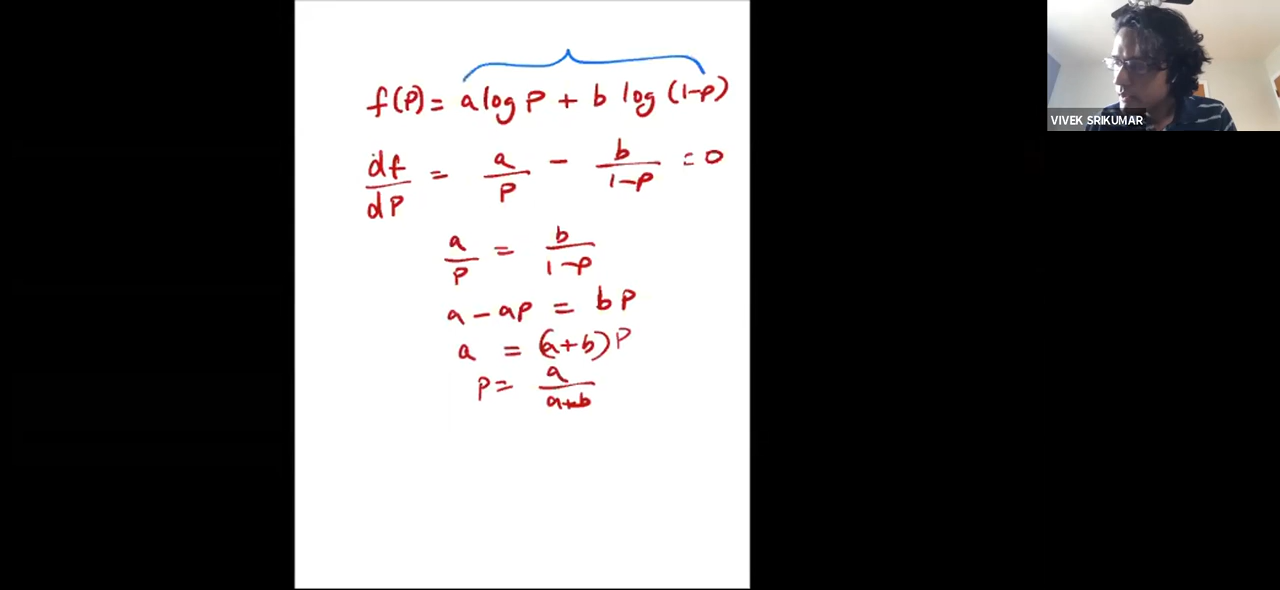 f(p) = a log p + b log (1-p)
df/dp = a/p - b/1-p = 0
a/p = b/1-p
a - ap = bp
a = (a+b)p
p = a/a+b
VIVEK SRIKUMAR